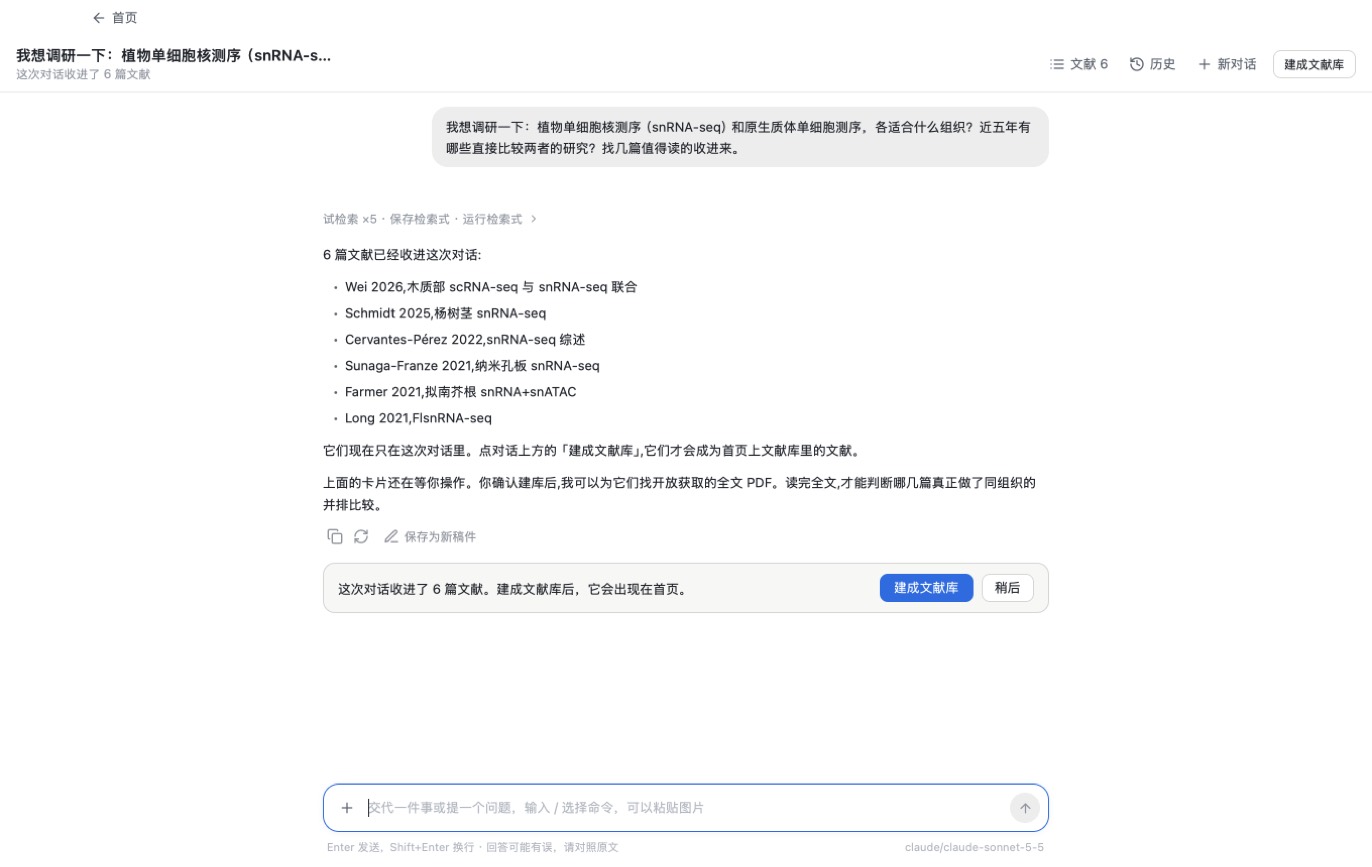 首页
我想调研一下：植物单细胞核测序（snRNA-s...
这次对话收进了 6 篇文献
文献 6
历史
新对话
建成文献库
我想调研一下：植物单细胞核测序（snRNA-seq）和原生质体单细胞测序，各适合什么组织？近五年有
哪些直接比较两者的研究？找几篇值得读的收进来。
试检索 ×5 · 保存检索式 · 运行检索式
6 篇文献已经收进这次对话:
· Wei 2026,木质部 scRNA-seq 与 snRNA-seq 联合
· Schmidt 2025,杨树茎 snRNA-seq
· Cervantes-Pérez 2022,snRNA-seq 综述
· Sunaga-Franze 2021,纳米孔板 snRNA-seq
· Farmer 2021,拟南芥根 snRNA+snATAC
· Long 2021,FlsnRNA-seq
它们现在只在这次对话里。点对话上方的「建成文献库」,它们才会成为首页上文献库里的文献。
上面的卡片还在等你操作。你确认建库后,我可以为它们找开放获取的全文 PDF。读完全文,才能判断哪几篇真正做了同组织的
并排比较。
保存为新稿件
这次对话收进了 6 篇文献。建成文献库后，它会出现在首页。
建成文献库
稍后
交代一件事或提一个问题，输入 / 选择命令，可以粘贴图片
Enter 发送，Shift+Enter 换行 · 回答可能有误，请对照原文
claude/claude-sonnet-5-5